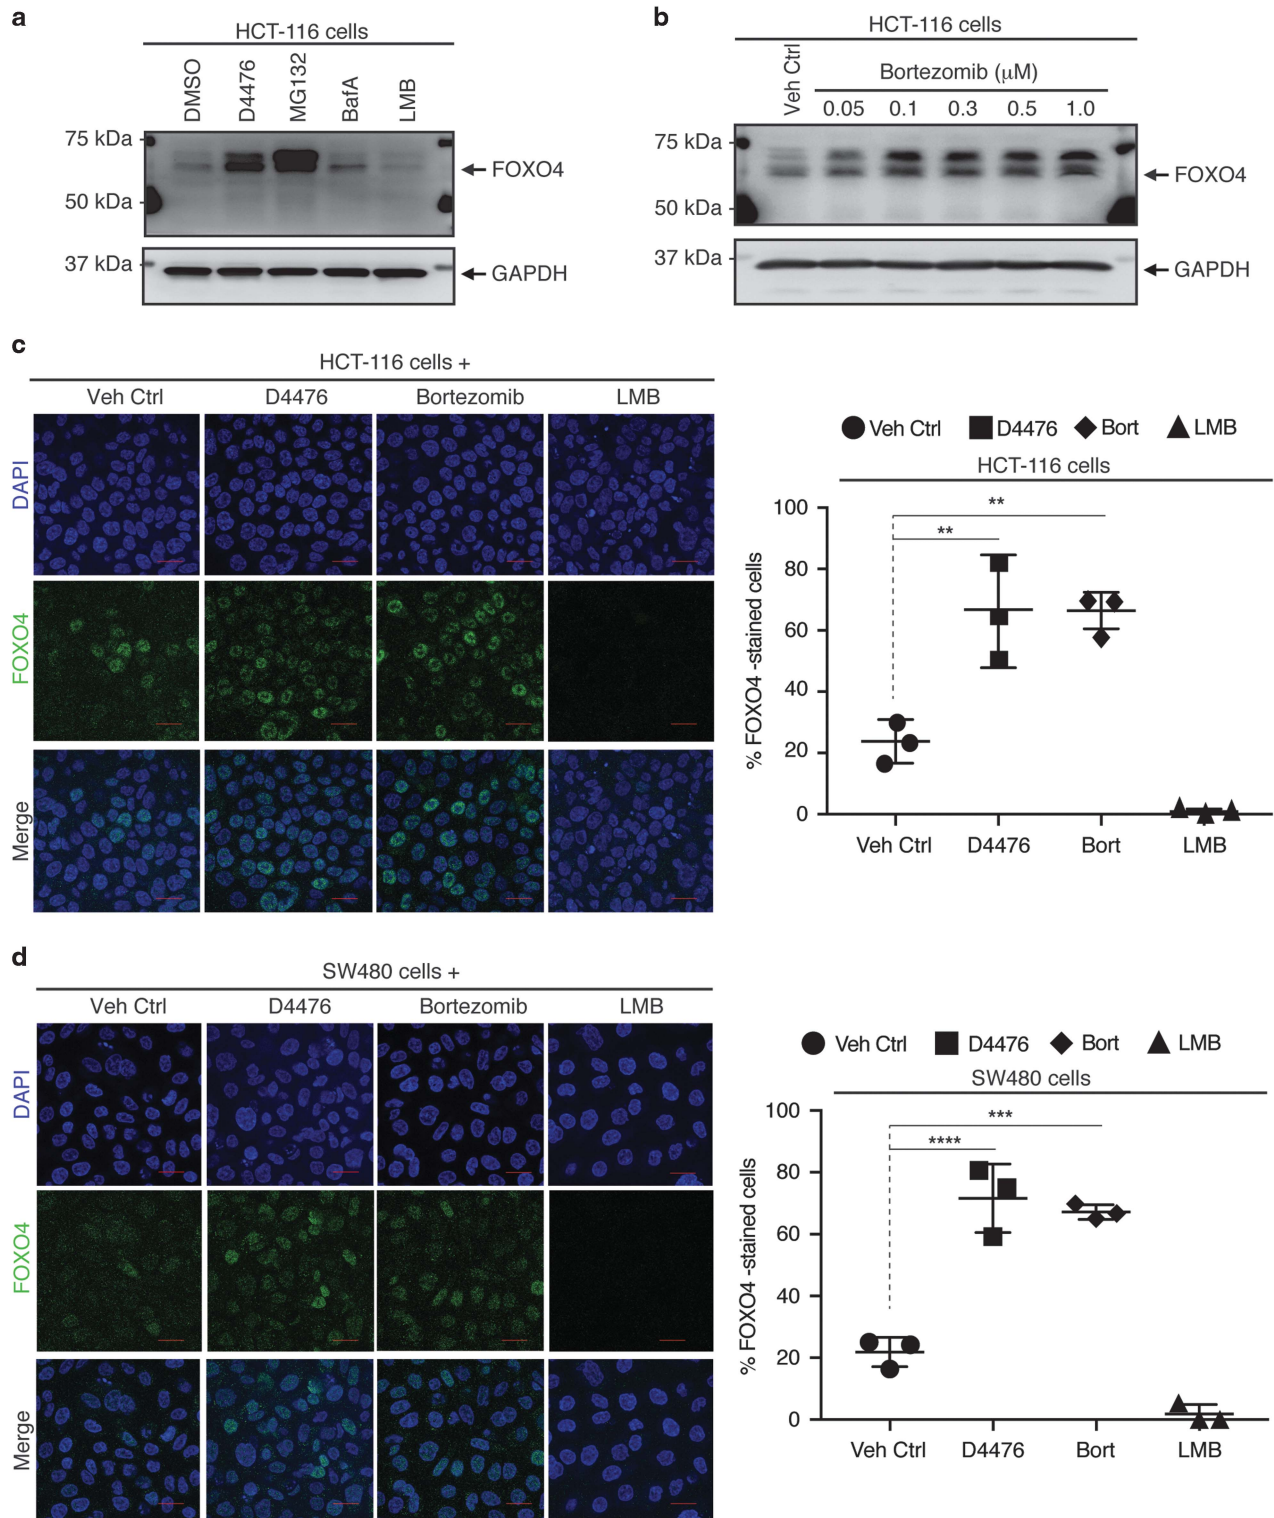 a
HCT-116 cells
DMSO
D4476
MG132
BafA
LMB
75 kDa
FOXO4
50 kDa
37 kDa
GAPDH
b
HCT-116 cells
Veh Ctrl
Bortezomib (µM)
0.05 0.1 0.3 0.5 1.0
75 kDa
FOXO4
50 kDa
37 kDa
GAPDH
c
HCT-116 cells +
Veh Ctrl D4476 Bortezomib LMB
DAPI
FOXO4
Merge
Veh Ctrl D4476 Bort LMB
HCT-116 cells
% FOXO4 -stained cells
100
80
60
40
20
0
**
**
Veh Ctrl D4476 Bort LMB
d
SW480 cells +
Veh Ctrl D4476 Bortezomib LMB
DAPI
FOXO4
Merge
Veh Ctrl D4476 Bort LMB
SW480 cells
% FOXO4 -stained cells
100
80
60
40
20
0
***
****
Veh Ctrl D4476 Bort LMB